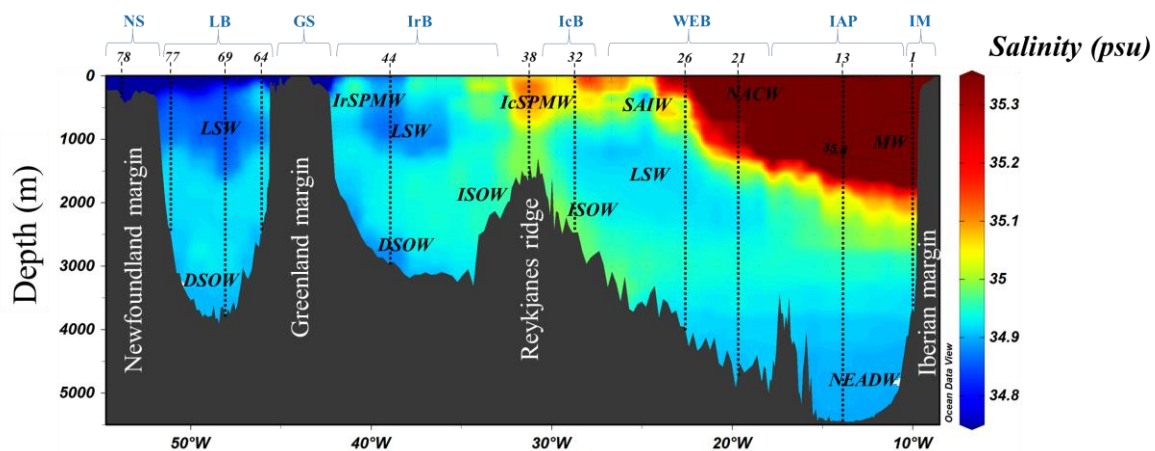 NS LB GS IrB IcB WEB IAP IM
78 77 69 64 44 38 32 26 21 13 1
Salinity (psu)
Depth (m)
0
1000
2000
3000
4000
5000
IrSPMW IcSPMW SAIW NACW
LSW LSW MW
35.8
LSW
ISOW ISOW
DSOW DSOW
NEADW
Newfoundland margin
Greenland margin
Reykjanes ridge
Iberian margin
Ocean Data View
50°W 40°W 30°W 20°W 10°W
35.3
35.2
35.1
35
34.9
34.8